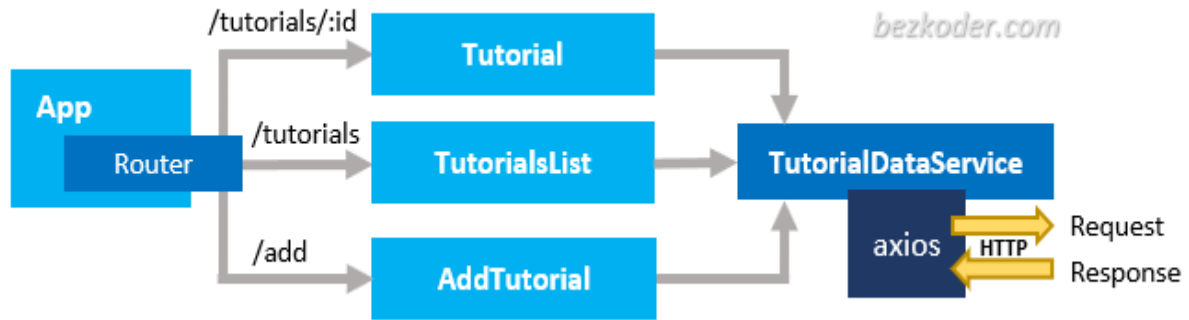 /tutorials/:id
bezkoder.com
Tutorial
App
/tutorials
Router
TutorialsList
TutorialDataService
/add
AddTutorial
axios
HTTP
Request
Response